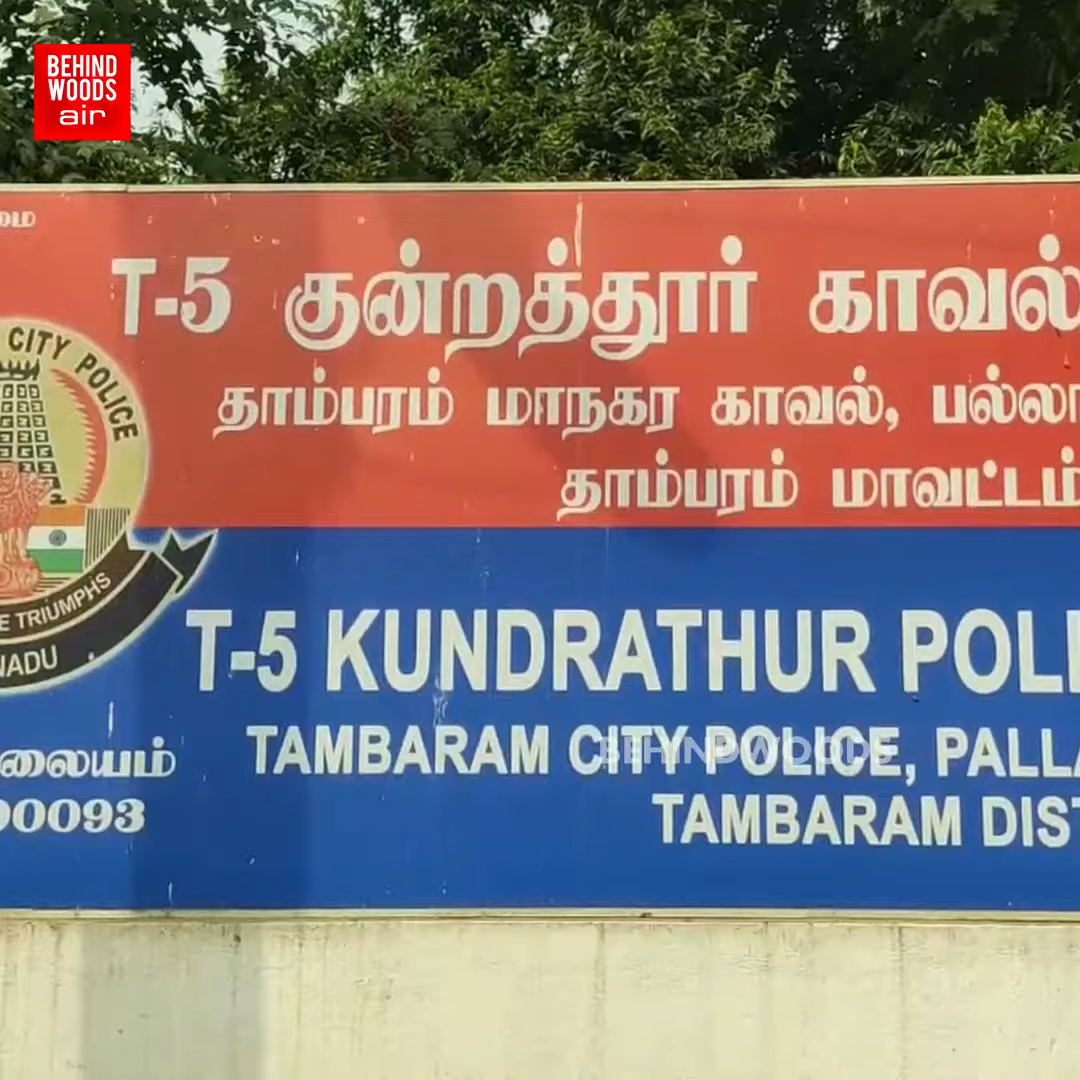 BEHIND
WOODS
air
T-5 குன்றத்தூர் காவல்
தாம்பரம் மாநகர காவல், பல்லா
தாம்பரம் மாவட்டம்
CITY POLICE
TRIUMPHS
NADU
T-5 KUNDRATHUR POLI
TAMBARAM CITY POLICE, PALLA
BEHINDWOODS
TAMBARAM DIST
லையம்
00093